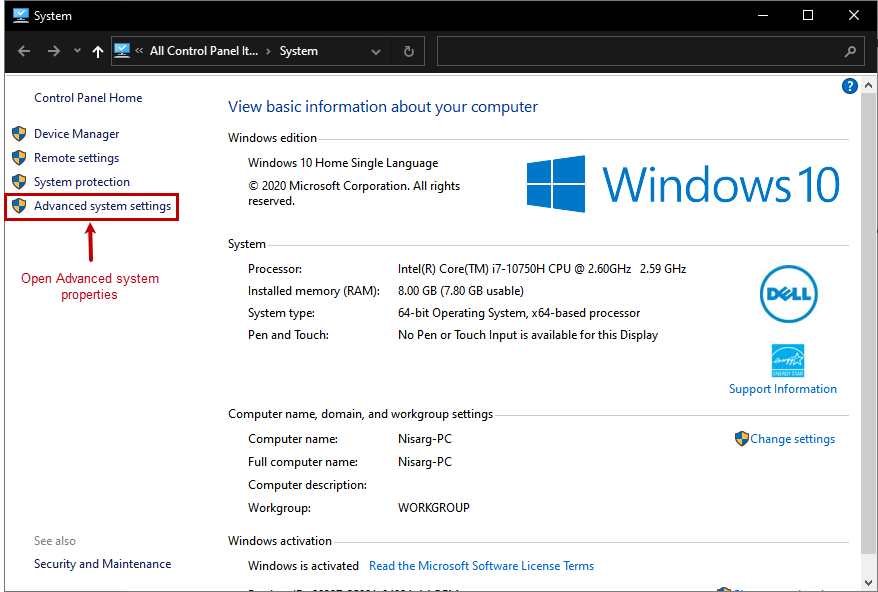 System
All Control Panel It... › System
Control Panel Home
Device Manager
Remote settings
System protection
Advanced system settings
Open Advanced system
properties
See also
Security and Maintenance
?
View basic information about your computer
Windows edition
Windows 10 Home Single Language
© 2020 Microsoft Corporation. All rights
reserved.
Windows 10
System
Processor: Intel(R) Core(TM) i7-10750H CPU @ 2.60GHz 2.59 GHz
Installed memory (RAM): 8.00 GB (7.80 GB usable)
System type: 64-bit Operating System, x64-based processor
Pen and Touch: No Pen or Touch Input is available for this Display
DELL
energy
ENERGY STAR
Support Information
Computer name, domain, and workgroup settings
Computer name: Nisarg-PC
Change settings
Full computer name: Nisarg-PC
Computer description:
Workgroup: WORKGROUP
Windows activation
Windows is activated Read the Microsoft Software License Terms